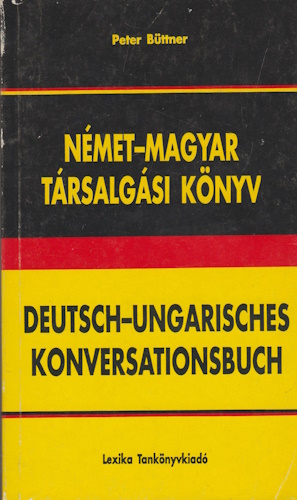 Peter Büttner
NÉMET–MAGYAR
TÁRSALGÁSI KÖNYV
DEUTSCH–UNGARISCHES
KONVERSATIONSBUCH
Lexika Tankönyvkiadó